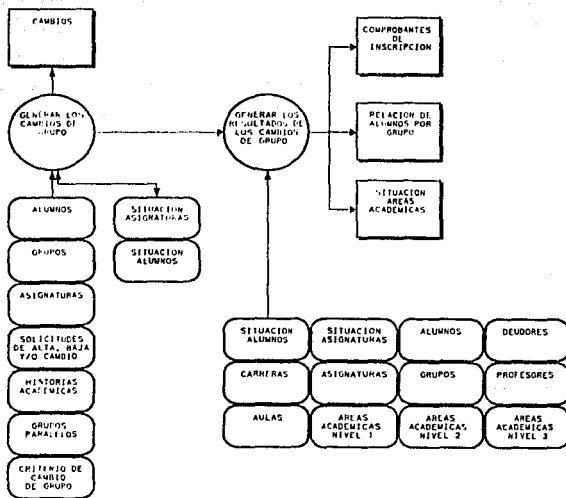 CAMBIOS
GENERAR LOS
CAMBIOS DE
GRUPO
GENERAR LOS
RESULTADOS DE
LOS CAMBIOS
DE GRUPO
COMPROBANTES
DE
INSCRIPCION
RELACION DE
ALUMNOS POR
GRUPO
SITUACION
AREAS
ACADEMICAS
ALUMNOS
GRUPOS
ASIGNATURAS
SOLICITUDES
DE ALTA, BAJA
Y/O CAMBIO
HISTORIAS
ACADEMICAS
GRUPOS
PARALELOS
CRITERIO DE
CAMBIO
DE GRUPO
SITUACION
ASIGNATURAS
SITUACION
ALUMNOS
SITUACION
ALUMNOS
SITUACION
ASIGNATURAS
ALUMNOS
DEUDORES
CARRERAS
ASIGNATURAS
GRUPOS
PROFESORES
AULAS
AREAS
ACADEMICAS
NIVEL 1
AREAS
ACADEMICAS
NIVEL 2
AREAS
ACADEMICAS
NIVEL 3